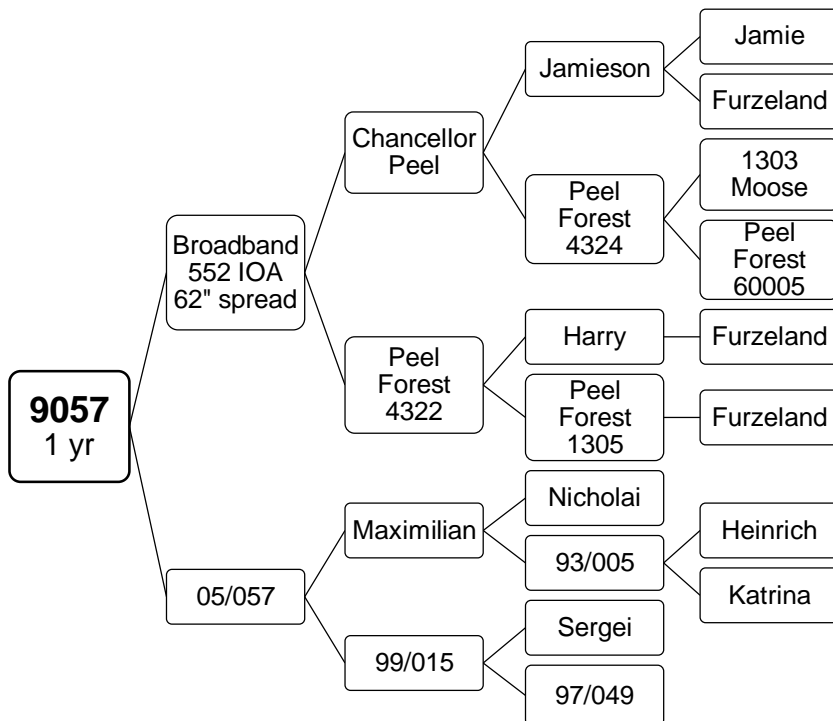 Jamie
Jamieson
Furzeland
Chancellor
Peel
1303
Moose
Peel
Forest
4324
Peel
Forest
60005
Broadband
552 IOA
62" spread
Harry
Furzeland
Peel
Forest
4322
Peel
Forest
1305
Furzeland
9057
1 yr
Nicholai
Maximilian
Heinrich
93/005
Katrina
05/057
Sergei
99/015
97/049